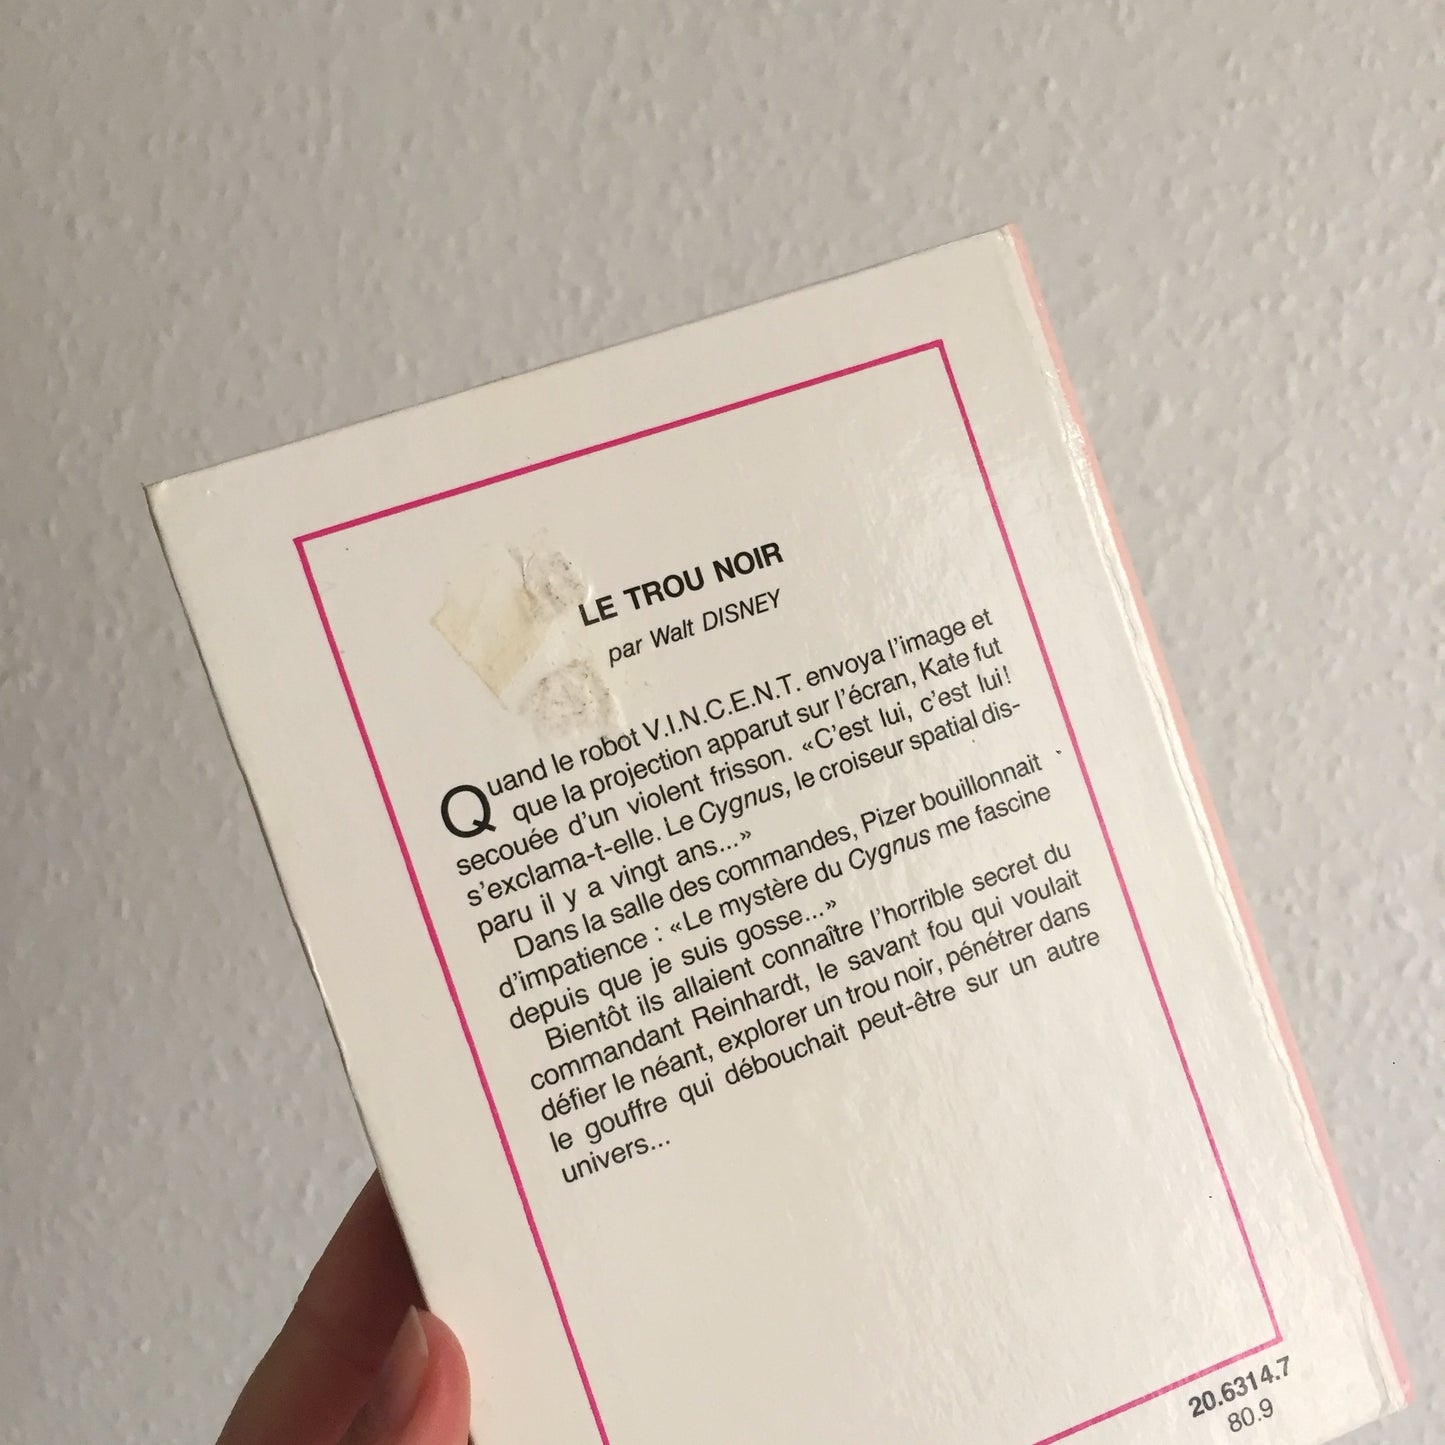 LE TROU NOIR
par Walt DISNEY
Quand le robot V.I.N.C.E.N.T. envoya l'image et
que la projection apparut sur l'écran, Kate fut
secouée d'un violent frisson. «C'est lui, c'est lui!
s'exclama-t-elle. Le Cygnus, le croiseur spatial dis-
paru il y a vingt ans...»
Dans la salle des commandes, Pizer bouillonnait
d'impatience : «Le mystère du Cygnus me fascine
depuis que je suis gosse...»
Bientôt ils allaient connaître l'horrible secret du
commandant Reinhardt, le savant fou qui voulait
défier le néant, explorer un trou noir, pénétrer dans
le gouffre qui débouchait peut-être sur un autre
univers...
20.6314.7
80.9